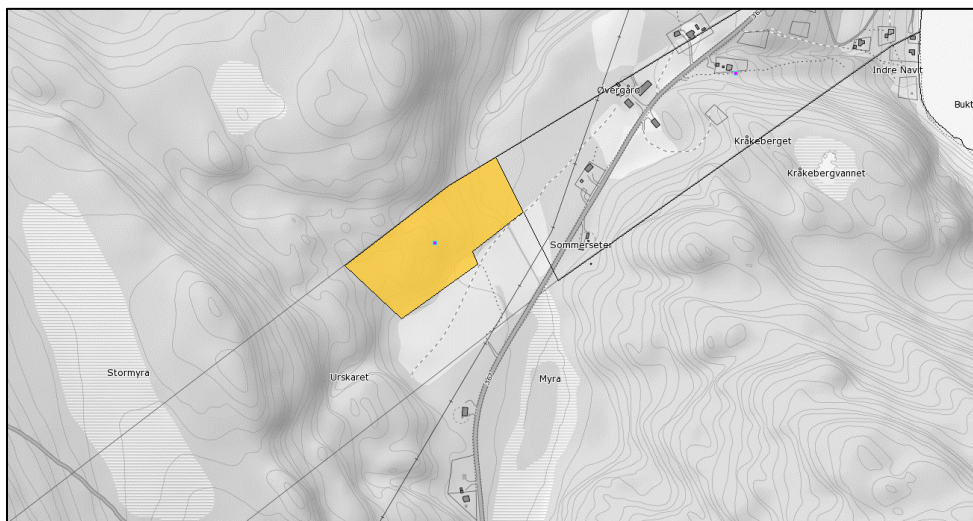 Indre Navit
Bukt
Øvergård
Kråkeberget
Kråkebergvannet
Sommerseter
Stormyra
Urskaret
Myra